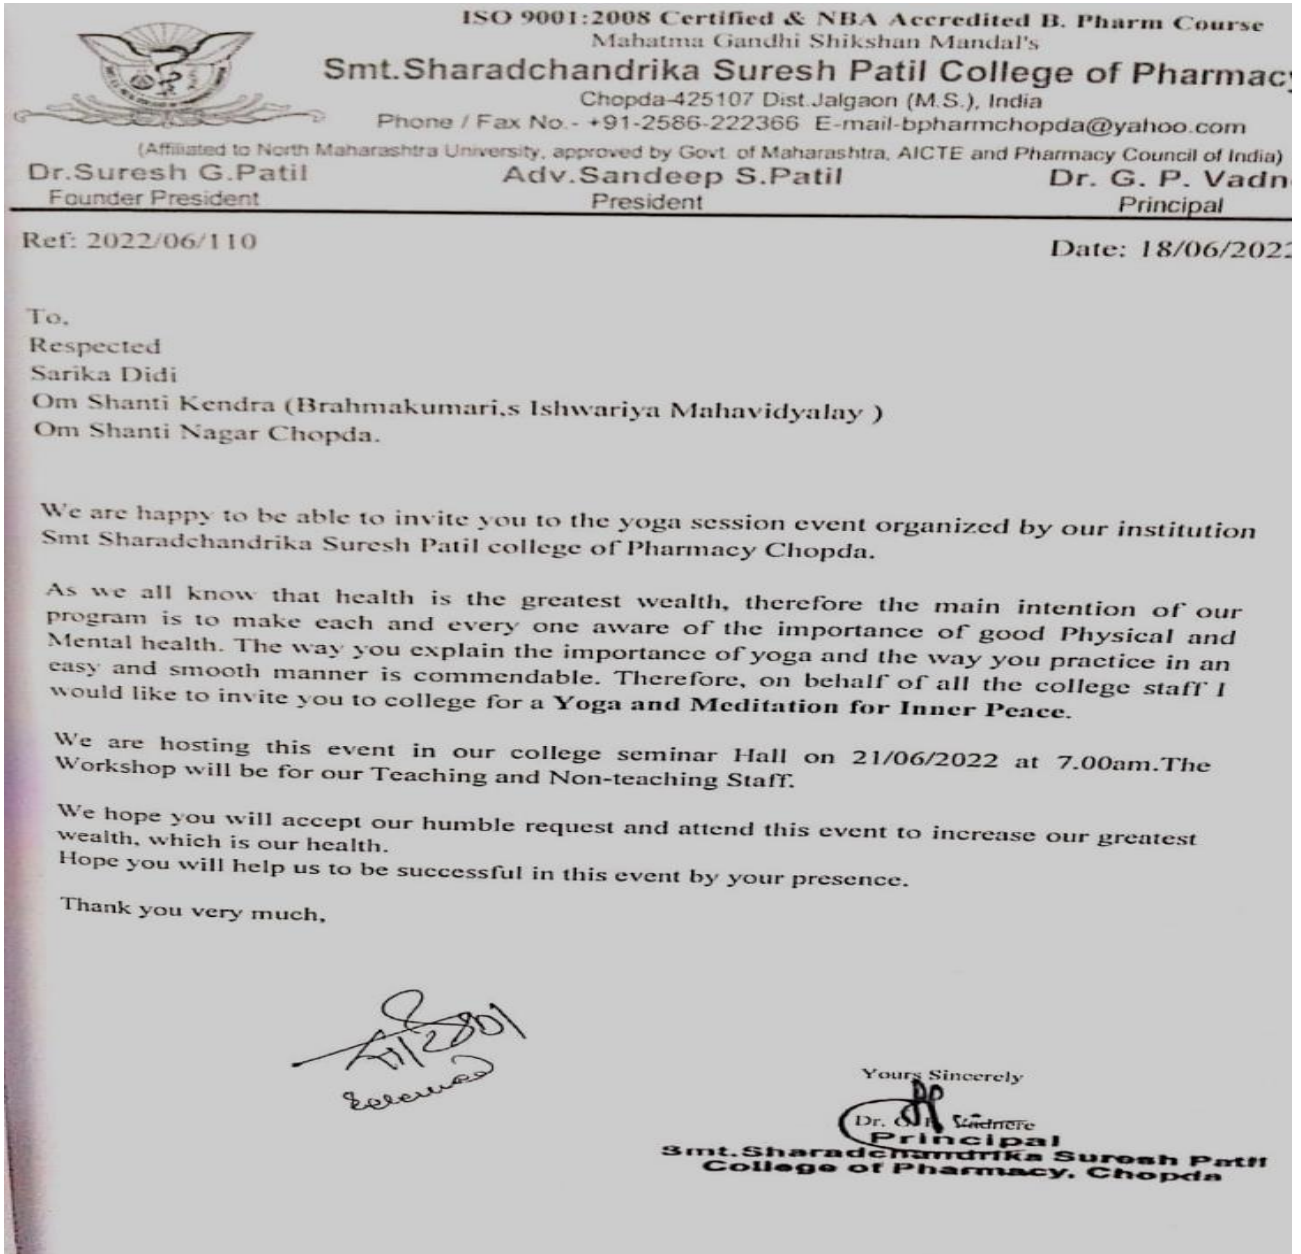 ISO 9001:2008 Certified & NBA Accredited B. Pharm Course
Mahatma Gandhi Shikshan Mandal's
Smt.Sharadchandrika Suresh Patil College of Pharmacy
Chopda-425107 Dist.Jalgaon (M.S.), India
Phone / Fax No.- +91-2586-222366 E-mail-bpharmchopda@yahoo.com
(Affiliated to North Maharashtra University, approved by Govt. of Maharashtra, AICTE and Pharmacy Council of India)
Dr.Suresh G.Patil Adv.Sandeep S.Patil Dr. G. P. Vadn
Founder President President Principal
Ref: 2022/06/110 Date: 18/06/2022
To,
Respected
Sarika Didi
Om Shanti Kendra (Brahmakumari,s Ishwariya Mahavidyalay )
Om Shanti Nagar Chopda.
We are happy to be able to invite you to the yoga session event organized by our institution
Smt Sharadchandrika Suresh Patil college of Pharmacy Chopda.
As we all know that health is the greatest wealth, therefore the main intention of our
program is to make each and every one aware of the importance of good Physical and
Mental health. The way you explain the importance of yoga and the way you practice in an
easy and smooth manner is commendable. Therefore, on behalf of all the college staff I
would like to invite you to college for a Yoga and Meditation for Inner Peace.
We are hosting this event in our college seminar Hall on 21/06/2022 at 7.00am.The
Workshop will be for our Teaching and Non-teaching Staff.
We hope you will accept our humble request and attend this event to increase our greatest
wealth, which is our health.
Hope you will help us to be successful in this event by your presence.
Thank you very much,
Yours Sincerely
Dr. G. P. Vadnere
Principal
Smt.Sharadchandrika Suresh Patil
College of Pharmacy, Chopda